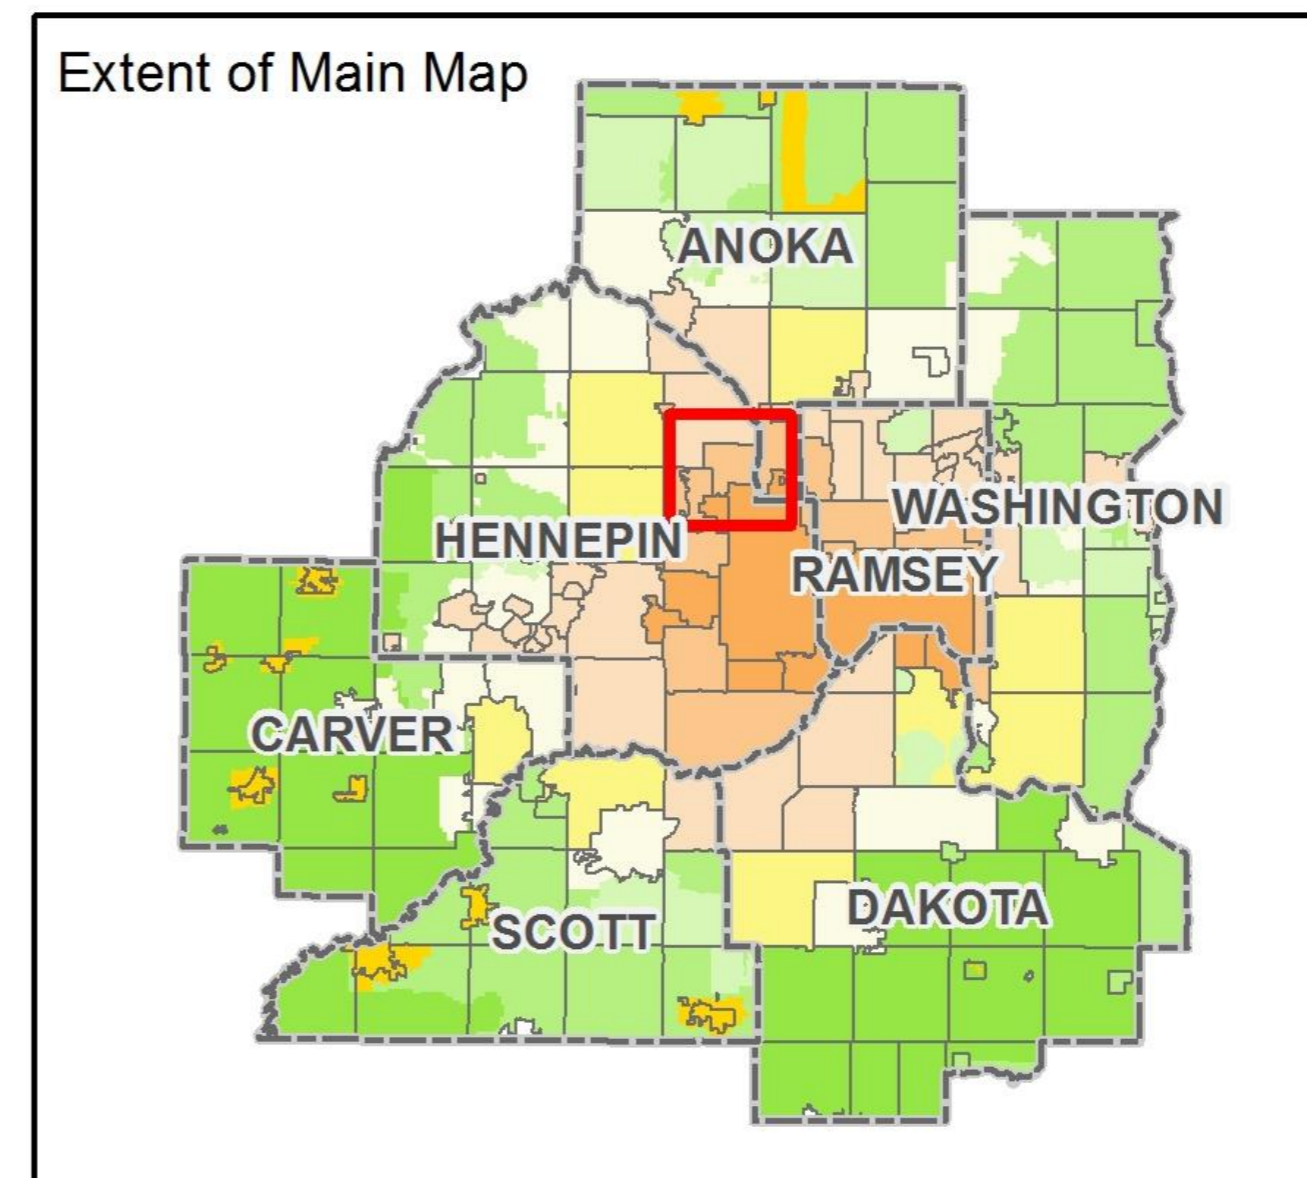 Extent of Main Map
ANOKA
WASHINGTON
HENNEPIN
RAMSEY
CARVER
DAKOTA
SCOTT